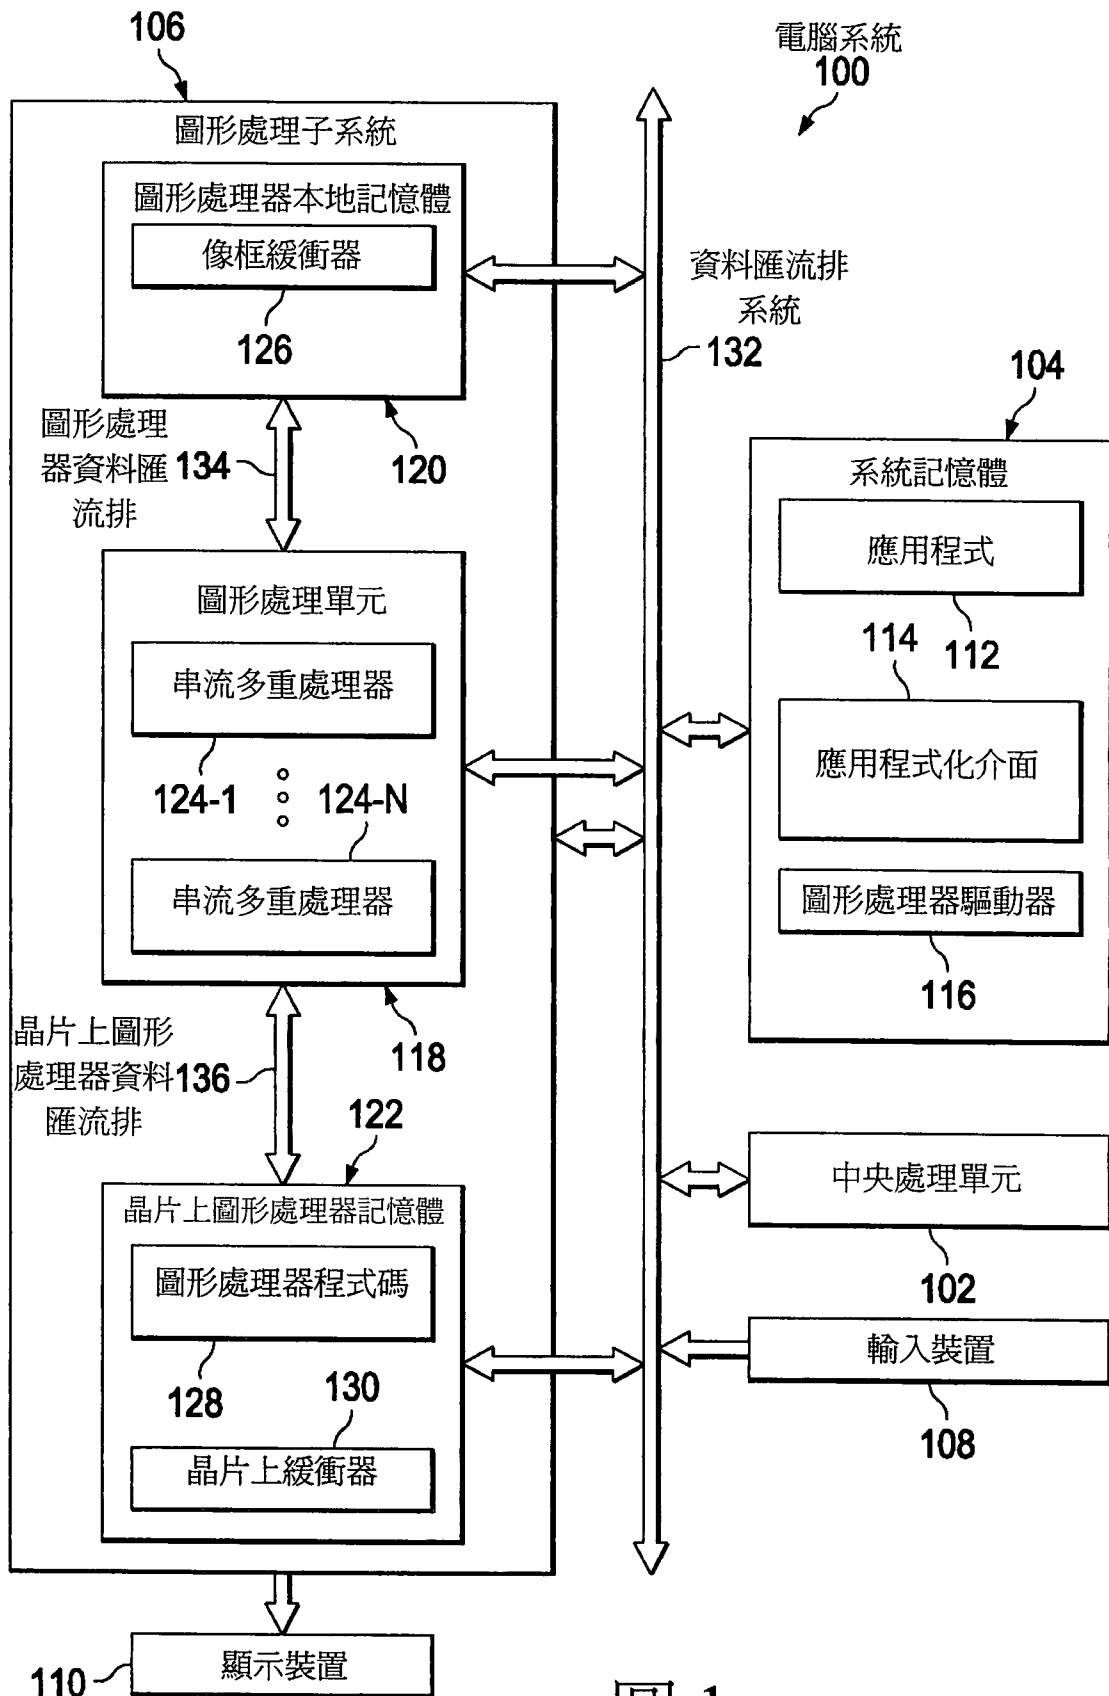 電腦系統
100
106
圖形處理子系統
圖形處理器本地記憶體
像框緩衝器
126
120
圖形處理
器資料匯 134
流排
圖形處理單元
串流多重處理器
124-1
124-N
串流多重處理器
118
晶片上圖形
處理器資料 136
匯流排
122
晶片上圖形處理器記憶體
圖形處理器程式碼
128
130
晶片上緩衝器
顯示裝置
110
資料匯流排
系統
132
104
系統記憶體
應用程式
112
114
應用程式化介面
圖形處理器驅動器
116
中央處理單元
102
輸入裝置
108
圖 1